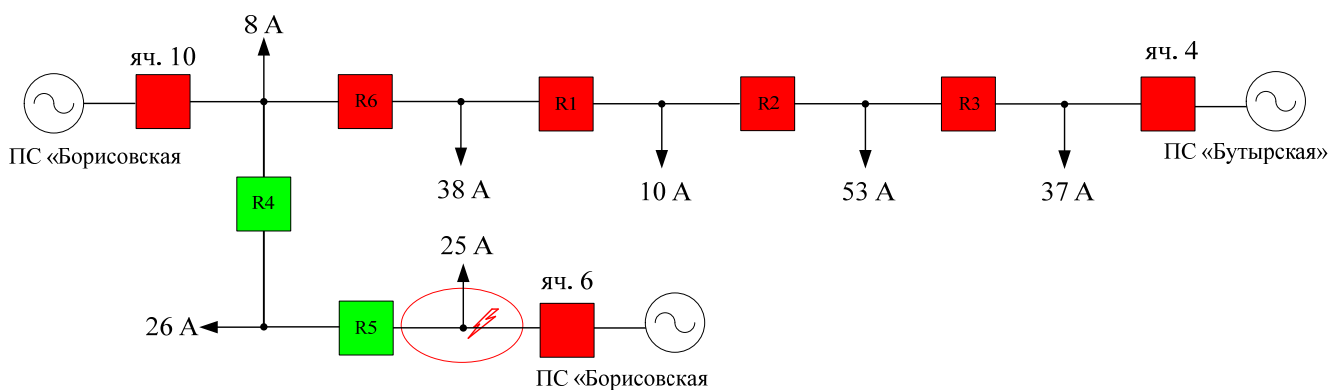 8 А
яч. 10
яч. 4
R6
R1
R2
R3
ПС «Борисовская
ПС «Бутырская»
38 А
10 А
53 А
37 А
R4
25 А
яч. 6
26 А
R5
ПС «Борисовская